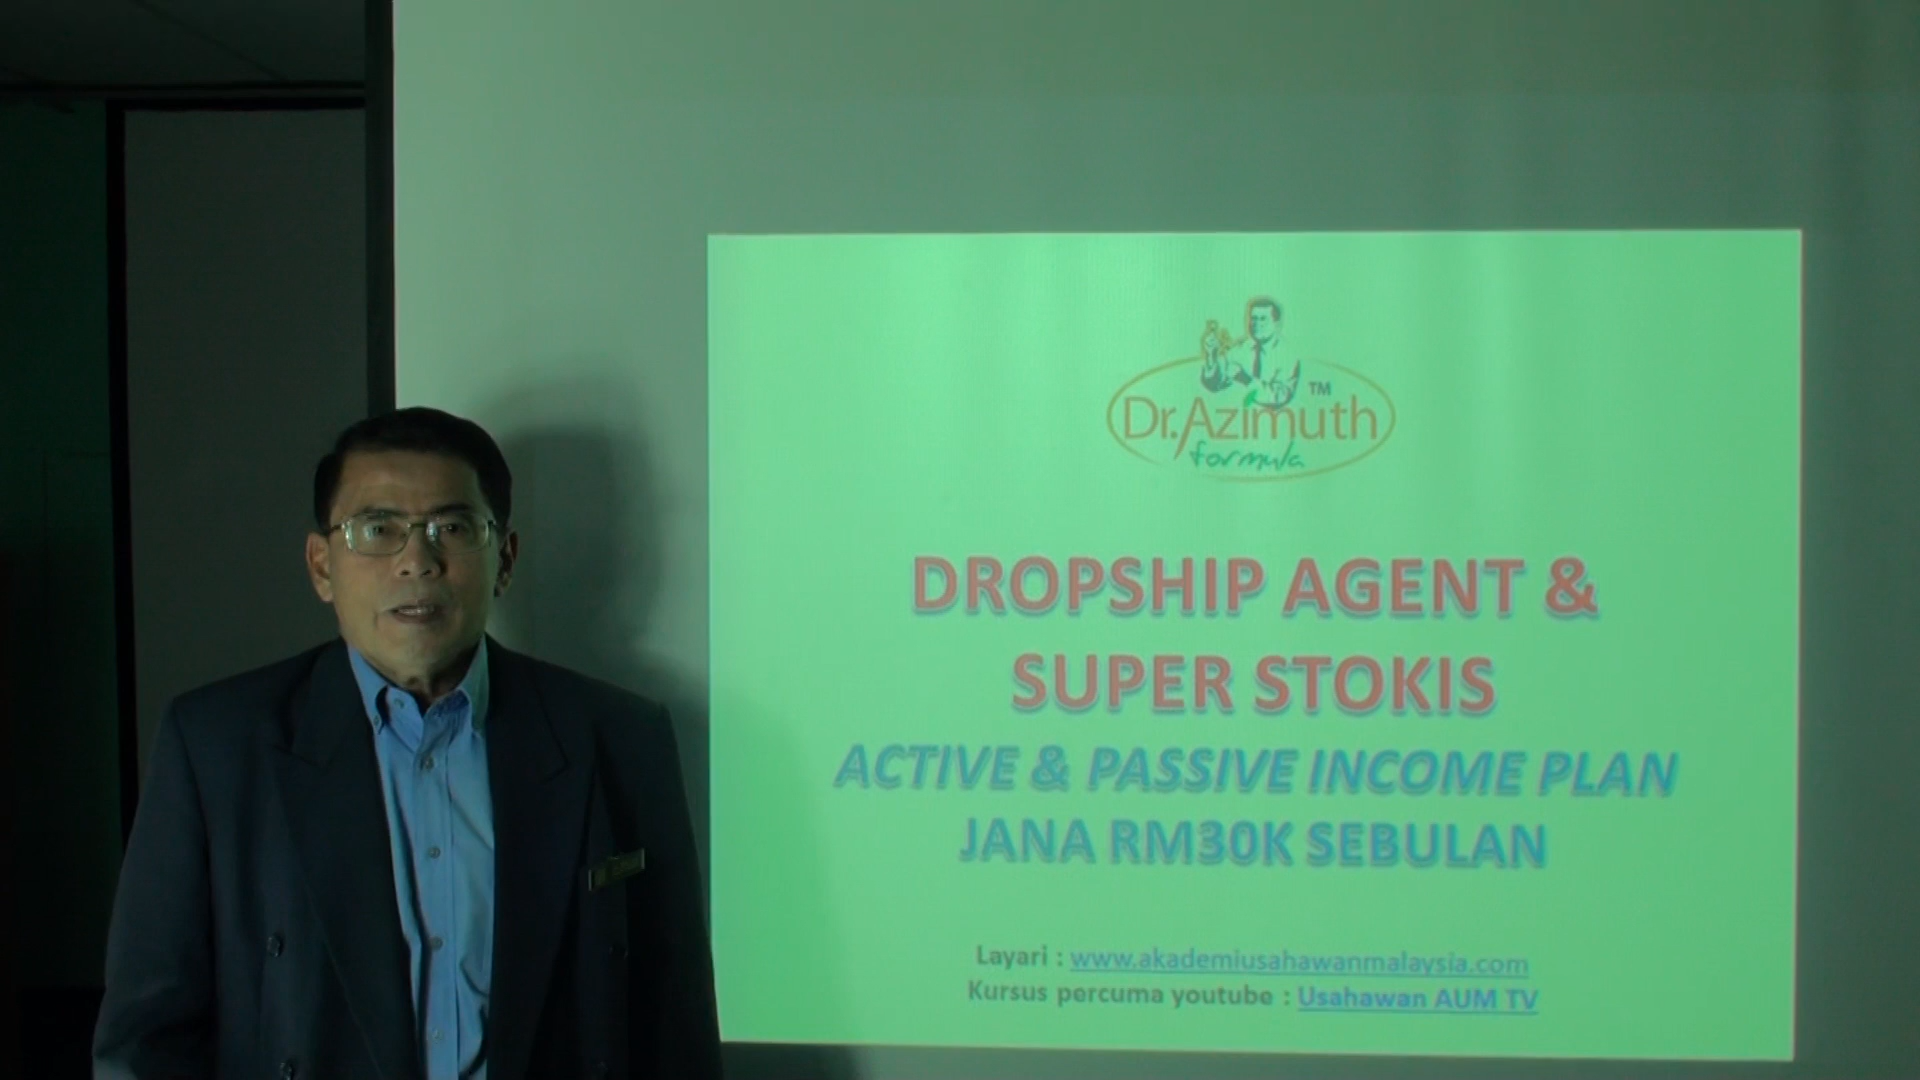 TM
Dr.Azimuth
formula
DROPSHIP AGENT &
SUPER STOKIS
ACTIVE & PASSIVE INCOME PLAN
JANA RM30K SEBULAN
Layari : www.akademiusahawanmalaysia.com
Kursus percuma youtube : Usahawan AUM TV